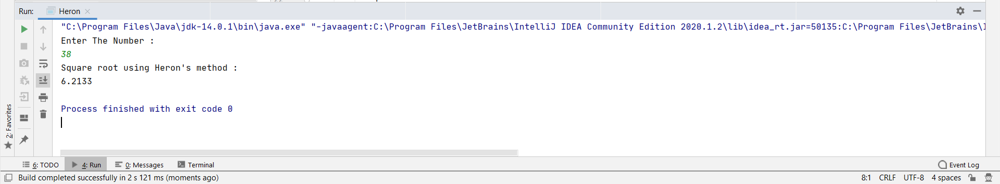 Run: Heron
"C:\Program Files\Java\jdk-14.0.1\bin\java.exe" "-javaagent:C:\Program Files\JetBrains\IntelliJ IDEA Community Edition 2020.1.2\lib\idea_rt.jar=50135:C:\Program Files\JetBrains\I
Enter The Number :
38
Square root using Heron's method :
6.2133
Process finished with exit code 0
2: Favorites
6: TODO 4: Run 0: Messages Terminal Event Log
Build completed successfully in 2 s 121 ms (moments ago) 8:1 CRLF UTF-8 4 spaces